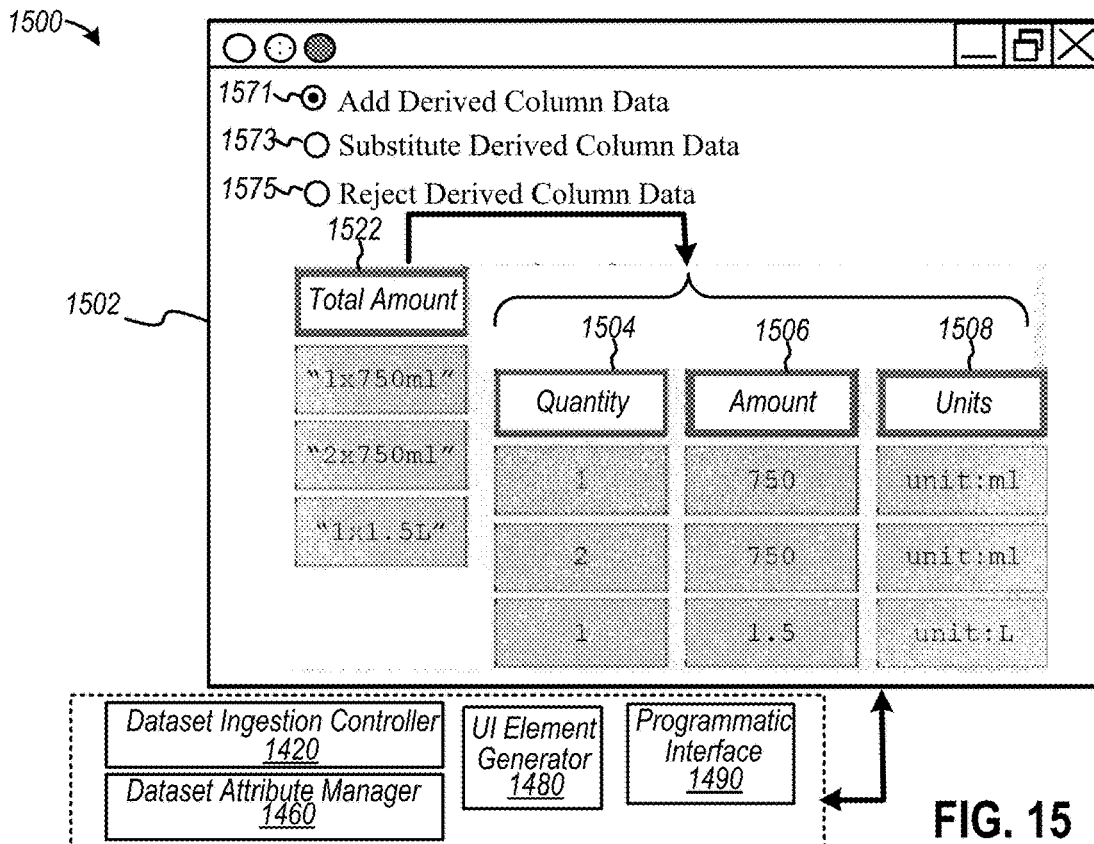 1500
1571 Add Derived Column Data
1573 Substitute Derived Column Data
1575 Reject Derived Column Data
1522
1502
Total Amount
1504 1506 1508
Quantity Amount Units
“1x750ml”
“2x750ml”
“1x1.5L”
1 750 unit:ml
2 750 unit:ml
1 1.5 unit:L
Dataset Ingestion Controller
1420
Dataset Attribute Manager
1460
UI Element
Generator
1480
Programmatic
Interface
1490
FIG. 15